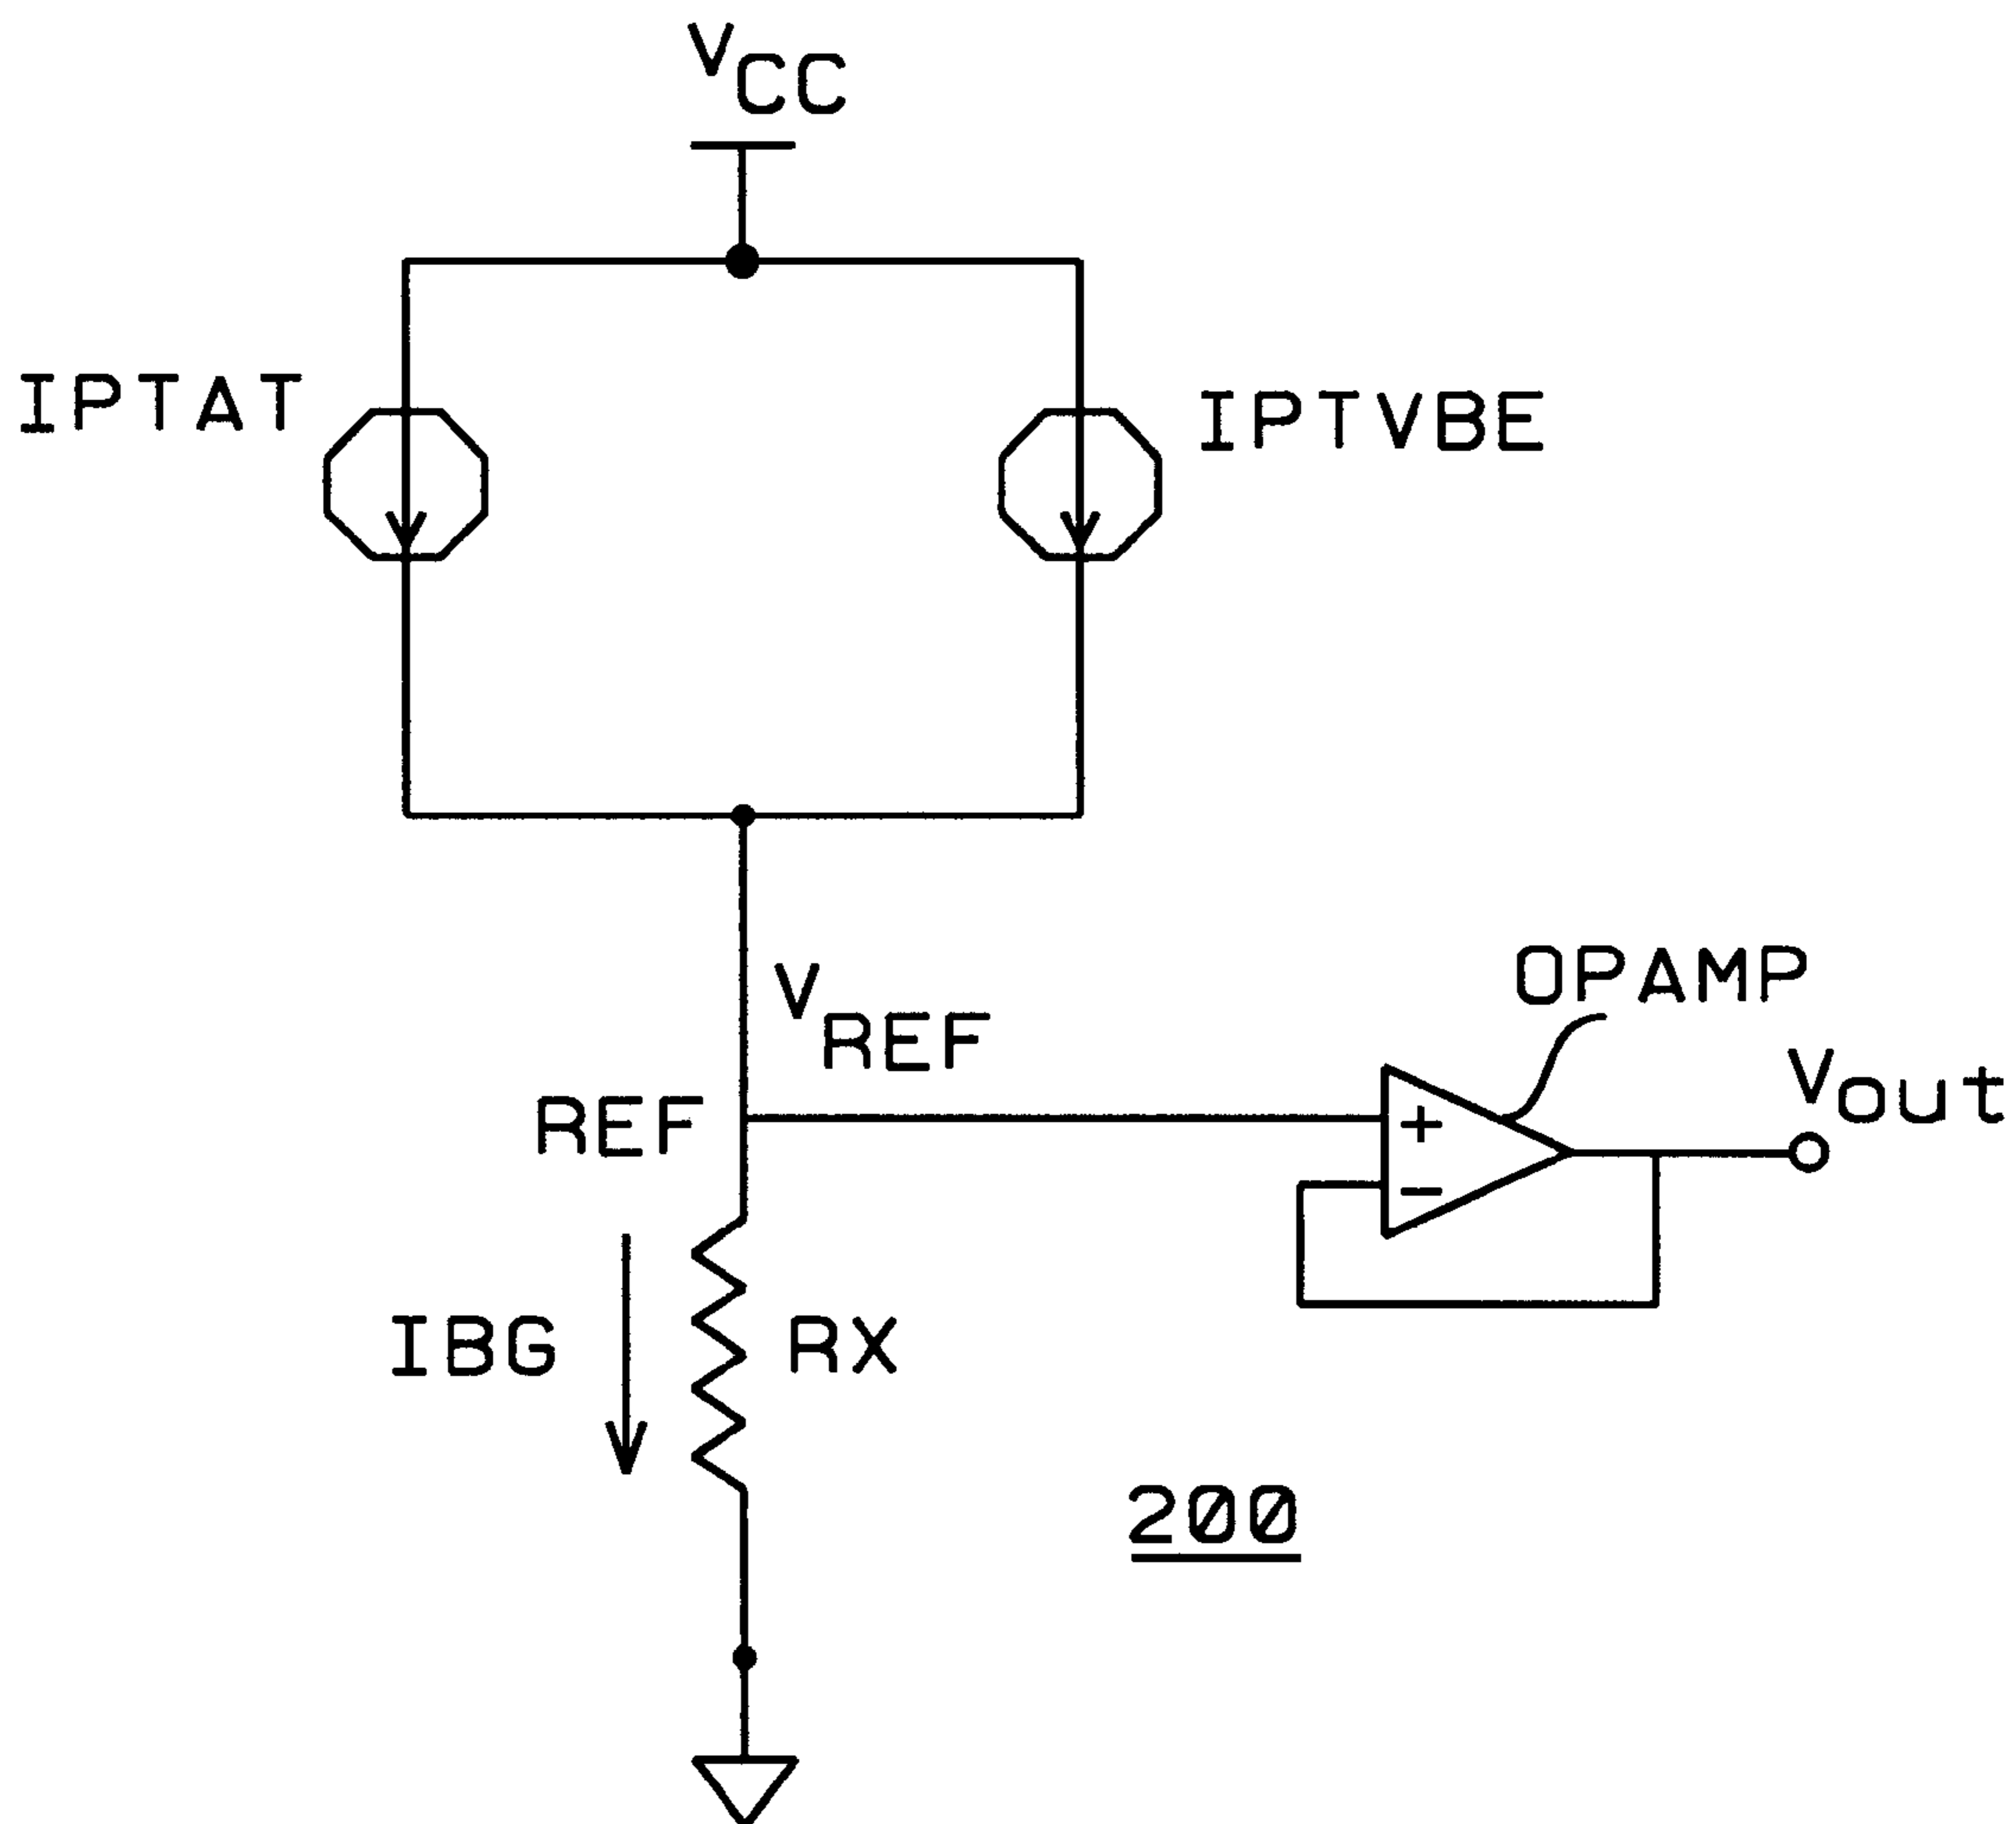 VCC
IPTAT
IPTVBE
VREF
OPAMP
Vout
REF
+
−
IBG
RX
200